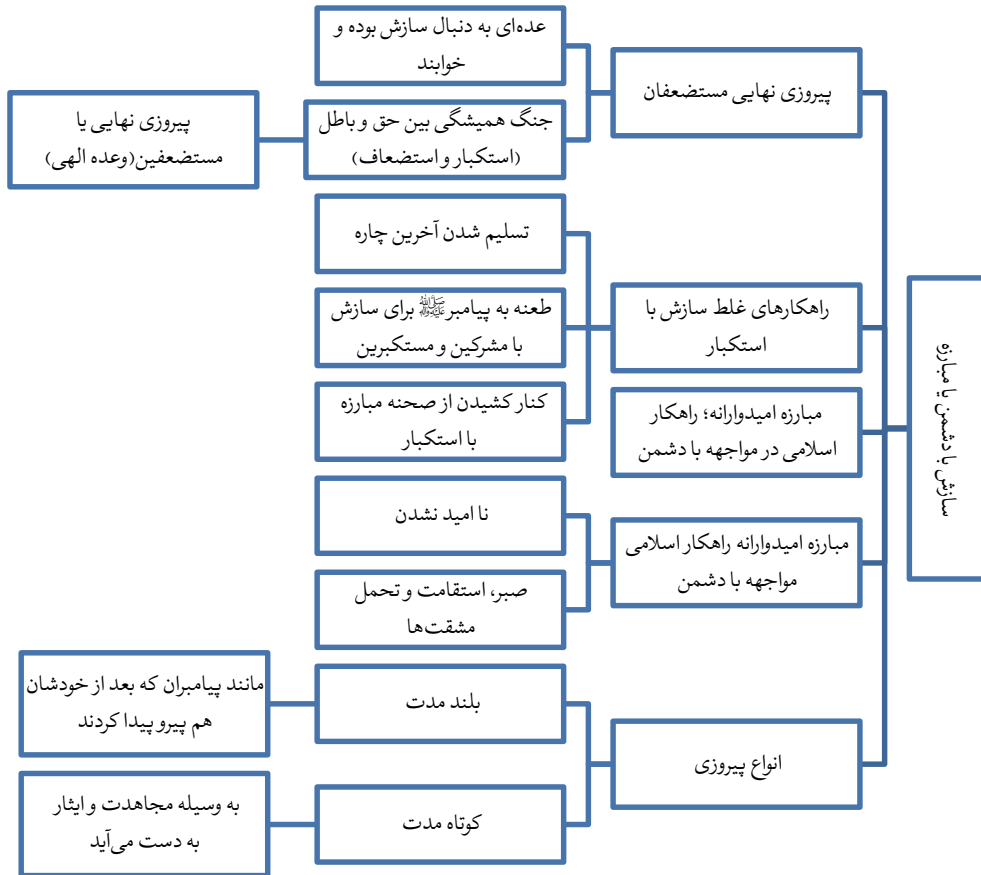 سازش با دشمن یا مبارزه
پیروزی نهایی مستضعفان
عده‌ای به دنبال سازش بوده و
خوابند
جنگ همیشگی بین حق و باطل
(استکبار و استضعاف)
پیروزی نهایی یا
مستضعفین(وعده الهی)
راهکارهای غلط سازش با
استکبار
تسلیم شدن آخرین چاره
طعنه به پیامبر ﷺ برای سازش
با مشرکین و مستکبرین
کنار کشیدن از صحنه مبارزه
با استکبار
مبارزه امیدوارانه؛ راهکار
اسلامی در مواجهه با دشمن
مبارزه امیدوارانه راهکار اسلامی
مواجهه با دشمن
نا امید نشدن
صبر، استقامت و تحمل
مشقت‌ها
انواع پیروزی
بلند مدت
مانند پیامبران که بعد از خودشان
هم پیرو پیدا کردند
کوتاه مدت
به وسیله مجاهدت و ایثار
به دست می‌آید